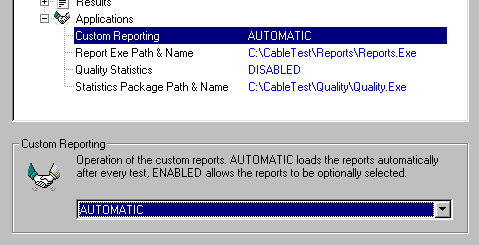 Results
Applications
Custom Reporting AUTOMATIC
Report Exe Path & Name C:\CableTest\Reports\Reports.Exe
Quality Statistics DISABLED
Statistics Package Path & Name C:\CableTest\Quality\Quality.Exe
Custom Reporting
Operation of the custom reports. AUTOMATIC loads the reports automatically
after every test, ENABLED allows the reports to be optionally selected.
AUTOMATIC